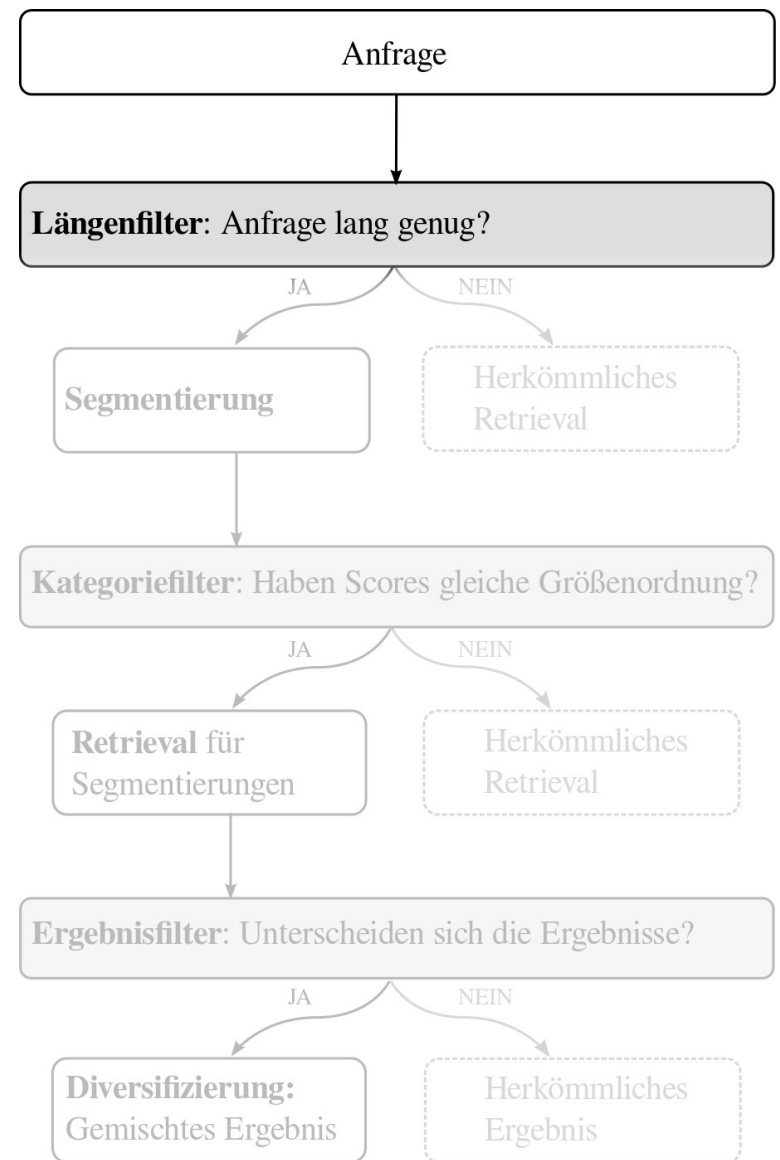 Anfrage
Längenfilter: Anfrage lang genug?
JA
NEIN
Segmentierung
Herkömmliches
Retrieval
Kategoriefilter: Haben Scores gleiche Größenordnung?
JA
NEIN
Retrieval für
Segmentierungen
Herkömmliches
Retrieval
Ergebnisfilter: Unterscheiden sich die Ergebnisse?
JA
NEIN
Diversifizierung:
Gemischtes Ergebnis
Herkömmliches
Ergebnis